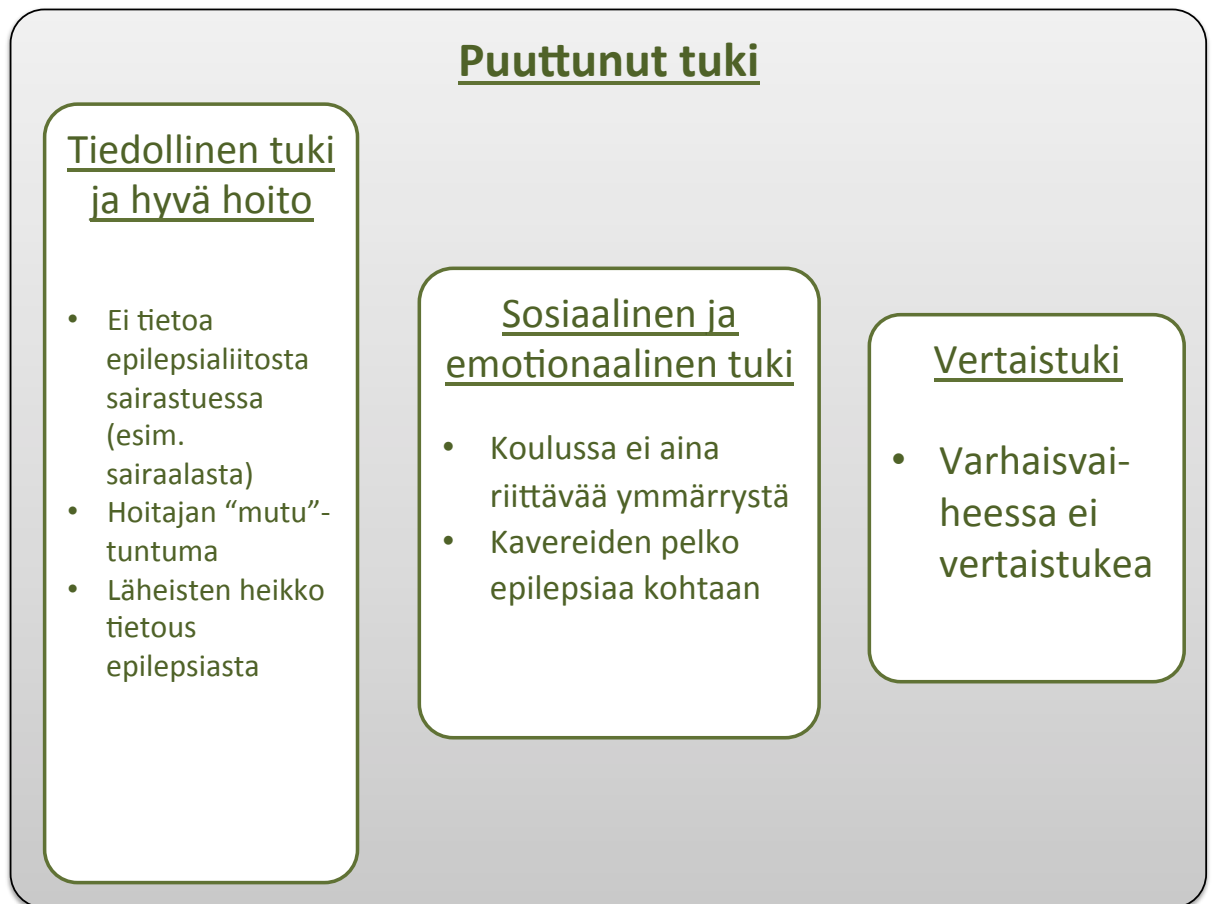 Puuttunut tuki
Tiedollinen tuki
ja hyvä hoito
• Ei tietoa
epilepsialiitosta
sairastuessa
(esim.
sairaalasta)
• Hoitajan “mutu”-
tuntuma
• Läheisten heikko
tietous
epilepsiasta
Sosiaalinen ja
emotionaalinen tuki
• Koulussa ei aina
riittävää ymmärrystä
• Kavereiden pelko
epilepsiaa kohtaan
Vertaistuki
• Varhaisvai-
heessa ei
vertaistukea